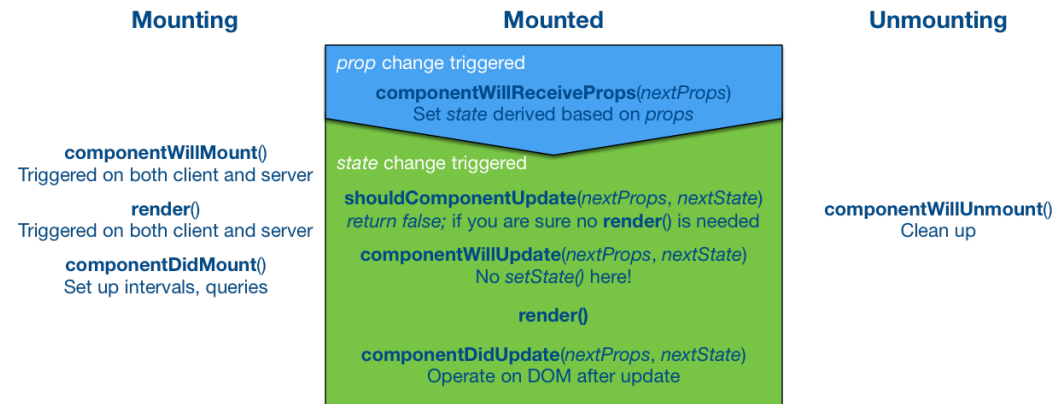 Mounting
componentWillMount()
Triggered on both client and server
render()
Triggered on both client and server
componentDidMount()
Set up intervals, queries
Mounted
prop change triggered
componentWillReceiveProps(nextProps)
Set state derived based on props
state change triggered
shouldComponentUpdate(nextProps, nextState)
return false; if you are sure no render() is needed
componentWillUpdate(nextProps, nextState)
No setState() here!
render()
componentDidUpdate(nextProps, nextState)
Operate on DOM after update
Unmounting
componentWillUnmount()
Clean up